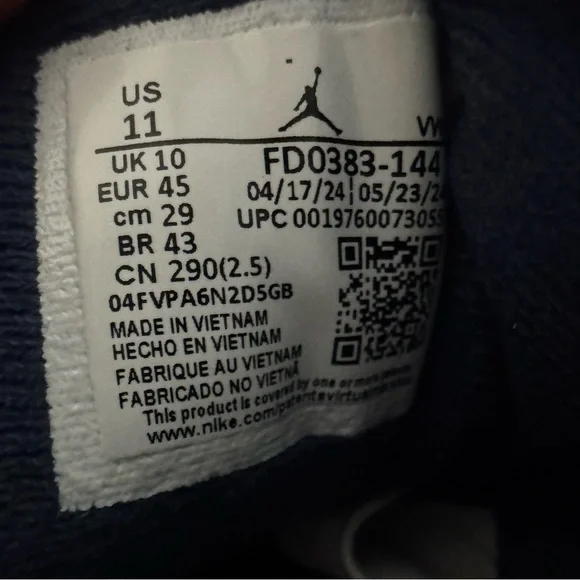 US
11
UK 10
EUR 45
cm 29
BR 43
CN 290(2.5)
FD0383-144
04/17/24 05/23/2
UPC 0019760073055
04FVPA6N2D5GB
MADE IN VIETNAM
HECHO EN VIETNAM
FABRIQUE AU VIETNAM
FABRICADO NO VIETNÃ
This product is covered by one or more patents
www.nike.com/patents